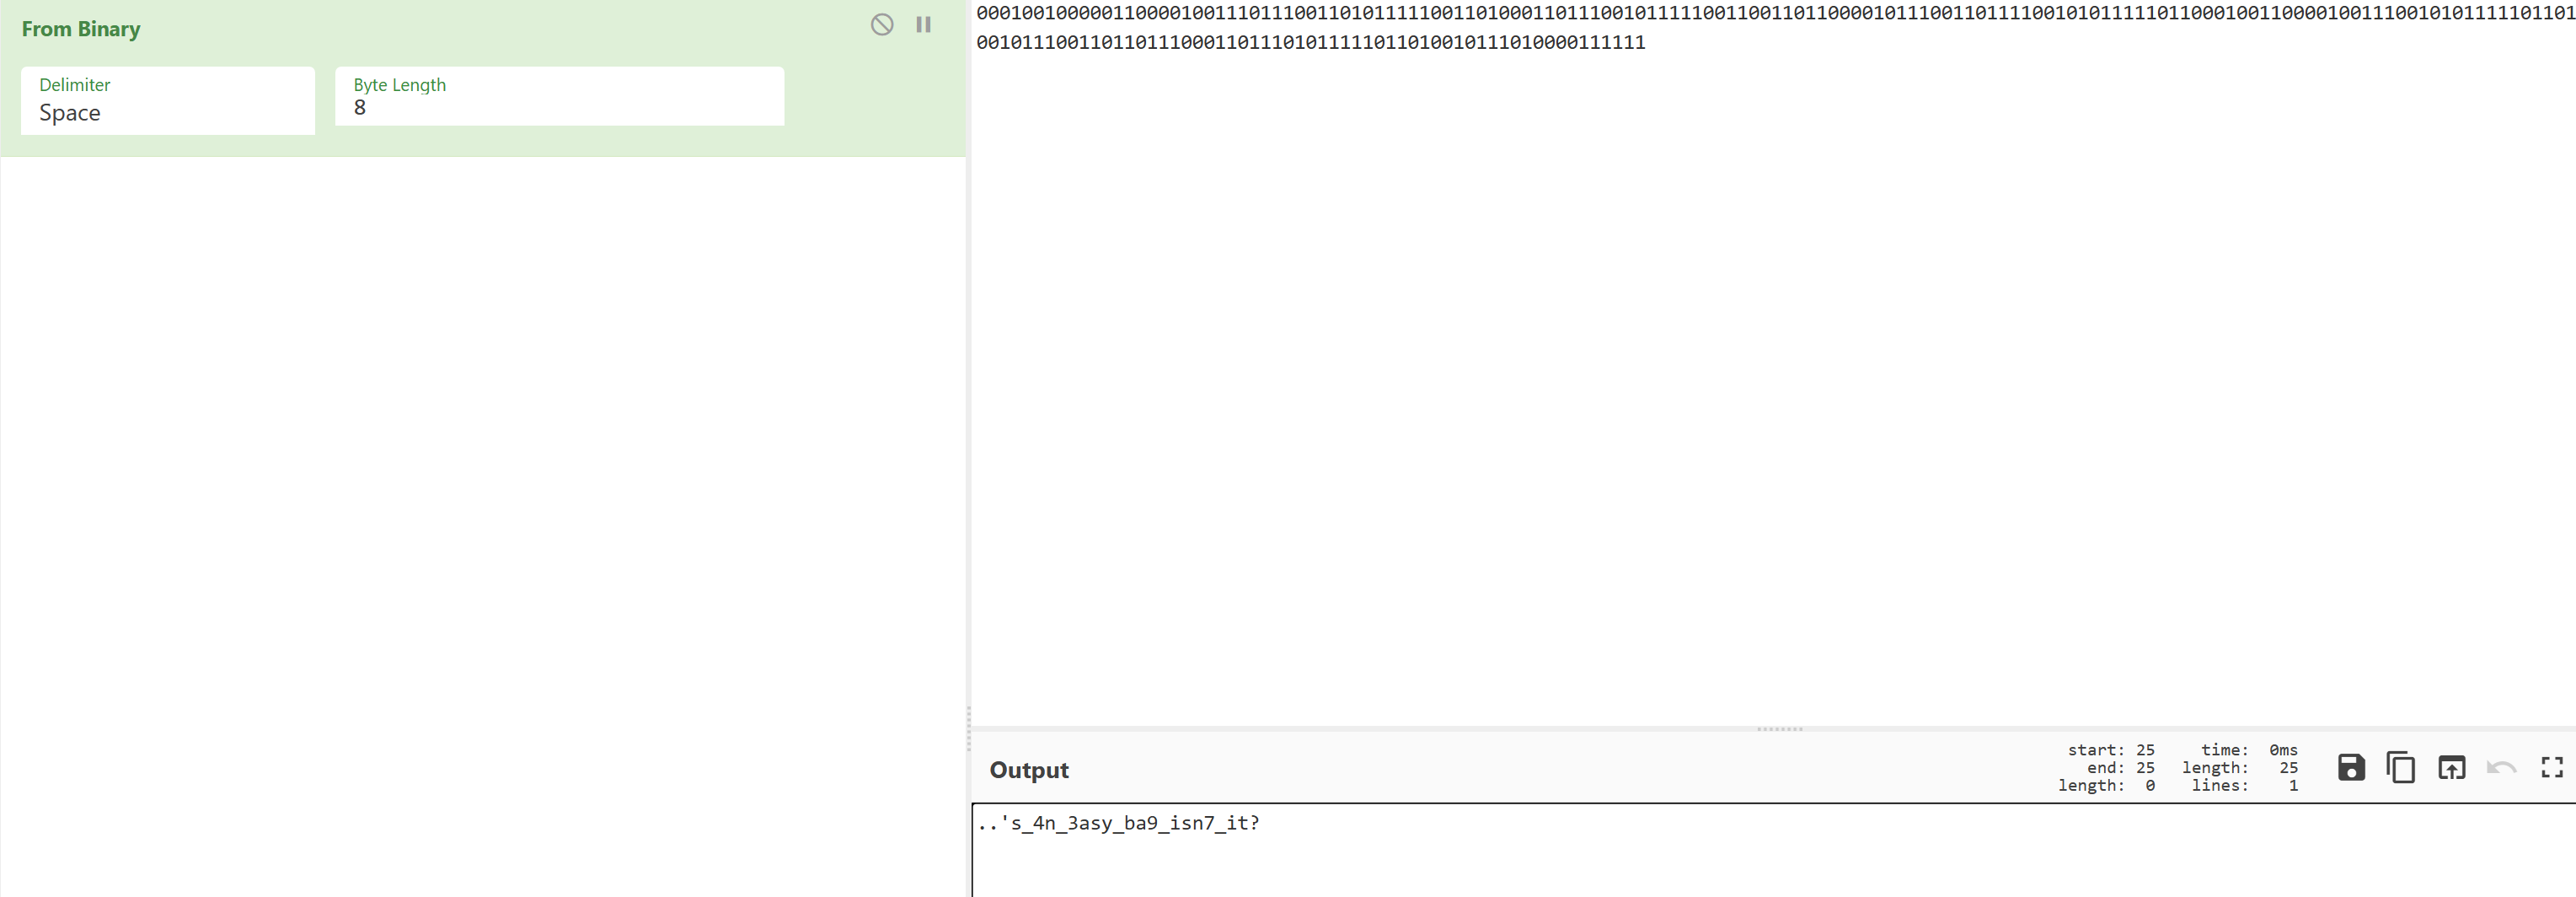 From Binary
Delimiter
Space
Byte Length
8
000100100000110000100111011100110101111100110100011011100101111100110011011000010111001101111001010111110110001001100001001110010101111101101
00101110011011011100011011101011111011010010111010000111111
Output
start: 25 time: 0ms
end: 25 length: 25
length: 0 lines: 1
..'s_4n_3asy_ba9_isn7_it?